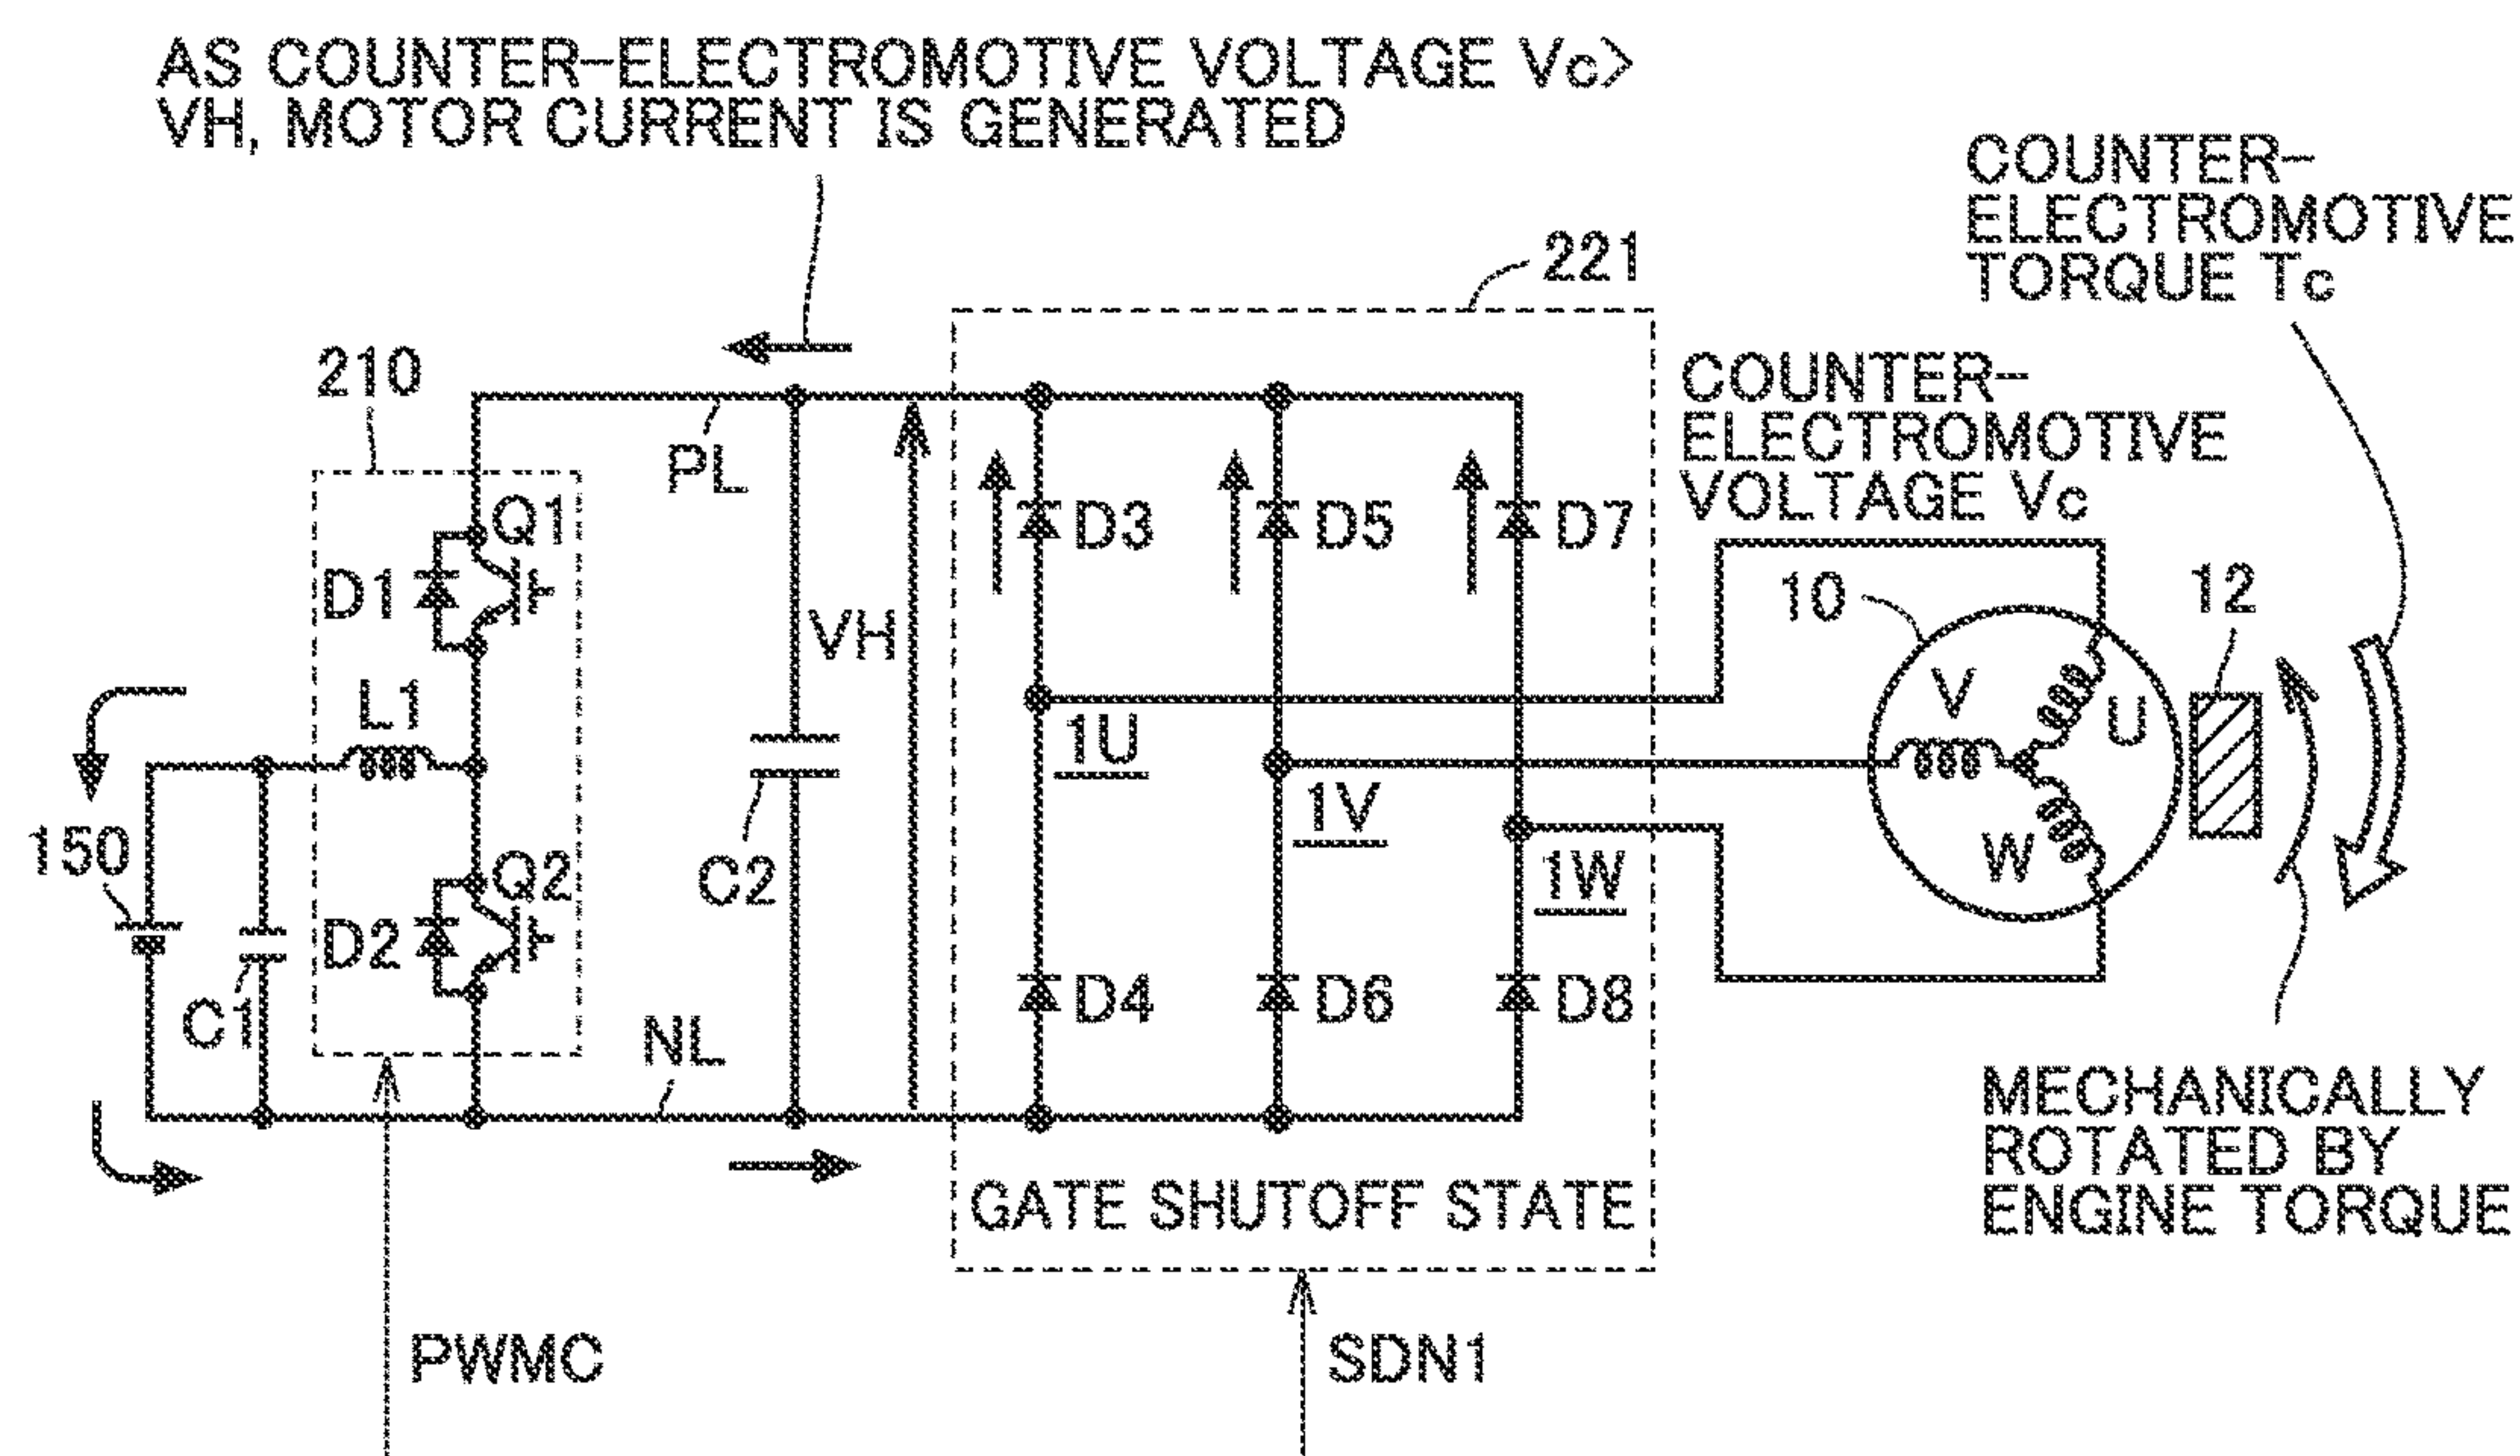 AS COUNTER-ELECTROMOTIVE VOLTAGE Vc>
VH, MOTOR CURRENT IS GENERATED
COUNTER-
ELECTROMOTIVE
TORQUE Tc
221
210
COUNTER-
ELECTROMOTIVE
VOLTAGE Vc
PL
Q1
D3
D5
D7
D1
VH
10
12
L1
V
U
1U
1V
150
C2
Q2
W
1W
D2
C1
D4
D6
D8
NL
MECHANICALLY
ROTATED BY
ENGINE TORQUE
GATE SHUTOFF STATE
PWMC
SDN1